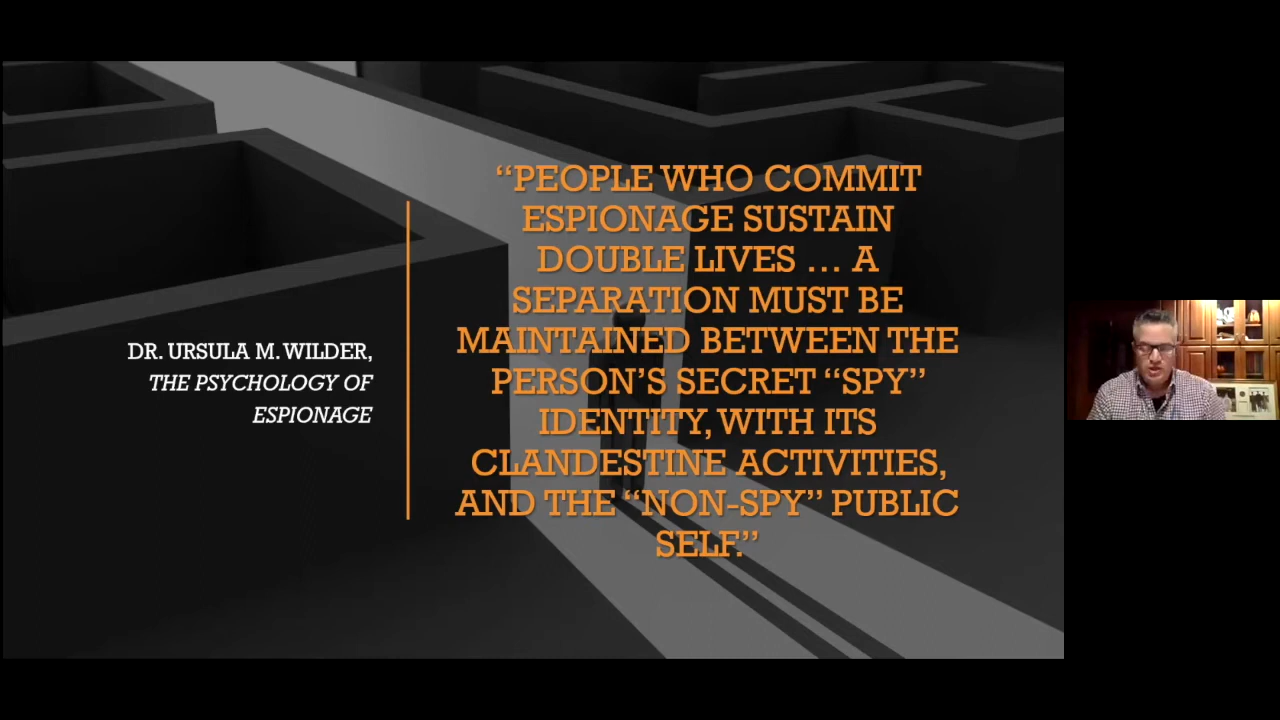 DR. URSULA M. WILDER,
THE PSYCHOLOGY OF
ESPIONAGE
“PEOPLE WHO COMMIT
ESPIONAGE SUSTAIN
DOUBLE LIVES … A
SEPARATION MUST BE
MAINTAINED BETWEEN THE
PERSON’S SECRET “SPY”
IDENTITY, WITH ITS
CLANDESTINE ACTIVITIES,
AND THE “NON-SPY” PUBLIC
SELF.”